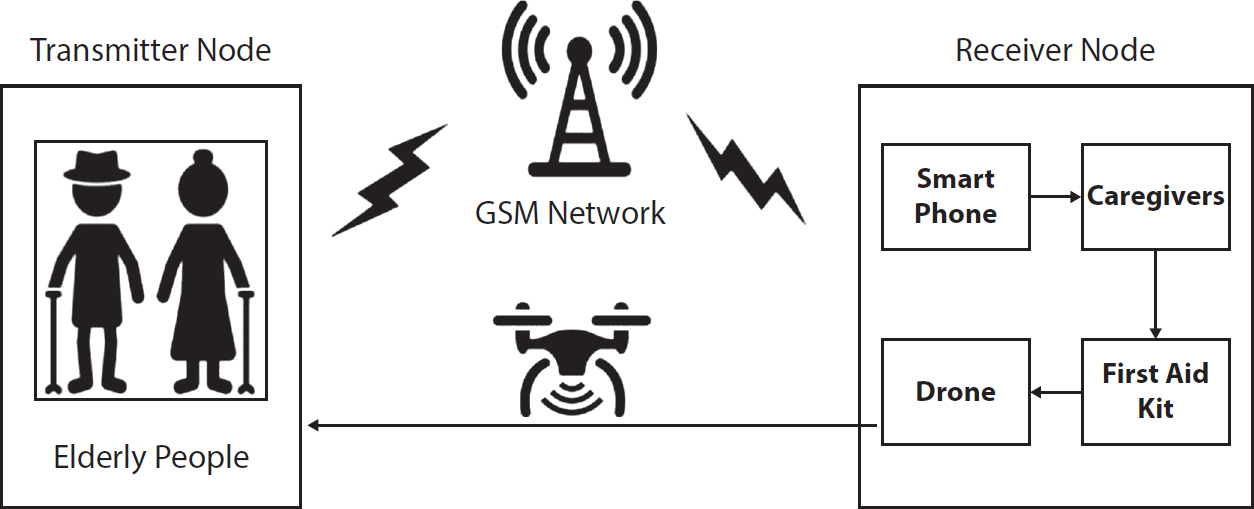 Transmitter Node
Receiver Node
GSM Network
Elderly People
Smart
Phone
Caregivers
Drone
First Aid
Kit